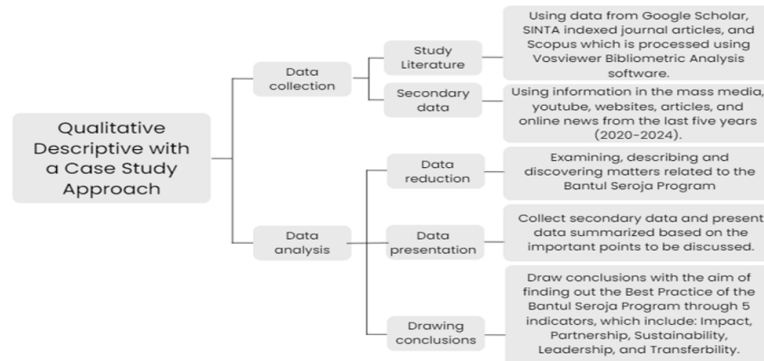 Qualitative
Descriptive with
a Case Study
Approach
Data
collection
Study
Literature
Using data from Google Scholar,
SINTA indexed journal articles, and
Scopus which is processed using
Vosviewer Bibliometric Analysis
software.
Secondary
data
Using information in the mass media,
youtube, websites, articles, and
online news from the last five years
(2020-2024).
Data
analysis
Data
reduction
Examining, describing and
discovering matters related to the
Bantul Seroja Program
Data
presentation
Collect secondary data and present
data summarized based on the
important points to be discussed.
Drawing
conclusions
Draw conclusions with the aim of
finding out the Best Practice of the
Bantul Seroja Program through 5
indicators, which include: Impact,
Partnership, Sustainability,
Leadership, and Transferbility.